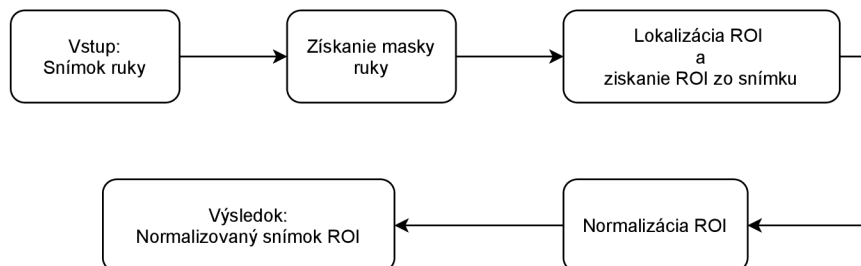 Vstup:
Snímok ruky
Získanie masky
ruky
Lokalizácia ROI
a
ziskanie ROI zo snímku
Normalizácia ROI
Výsledok:
Normalizovaný snímok ROI